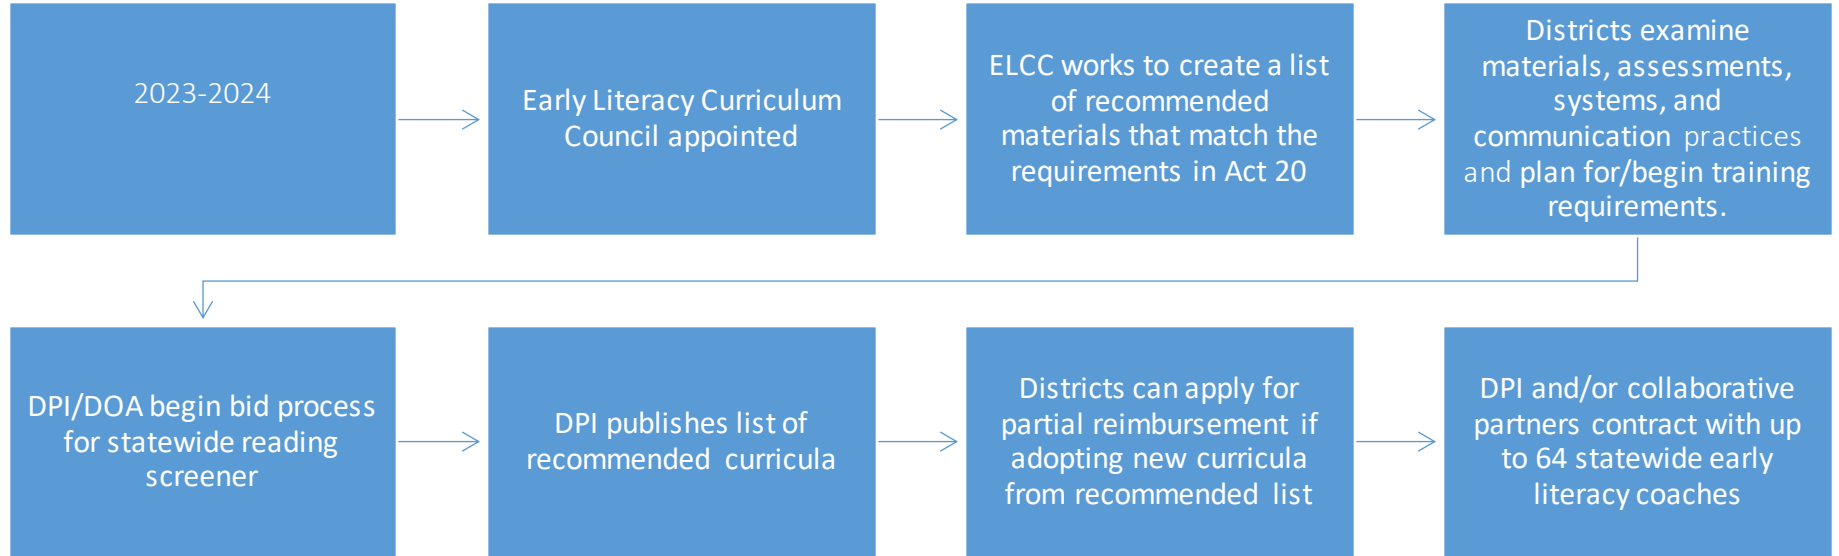 2023-2024
Early Literacy Curriculum
Council appointed
ELCC works to create a list
of recommended
materials that match the
requirements in Act 20
Districts examine
materials, assessments,
systems, and
communication practices
and plan for/begin training
requirements.
DPI/DOA begin bid process
for statewide reading
screener
DPI publishes list of
recommended curricula
Districts can apply for
partial reimbursement if
adopting new curricula
from recommended list
DPI and/or collaborative
partners contract with up
to 64 statewide early
literacy coaches